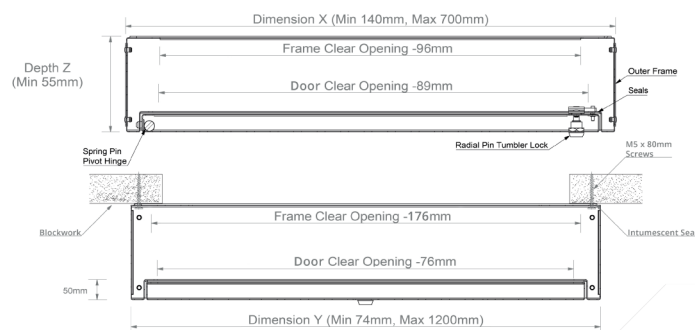 Dimension X (Min 140mm, Max 700mm)
Frame Clear Opening -96mm
Depth Z
(Min 55mm)
Door Clear Opening -89mm
Outer Frame
Seals
Spring Pin
Pivot Hinge
Radial Pin Tumbler Lock
M5 x 80mm
Screws
Frame Clear Opening -176mm
Blockwork
Intumescent Sea
Door Clear Opening -76mm
50mm
Dimension Y (Min 74mm, Max 1200mm)